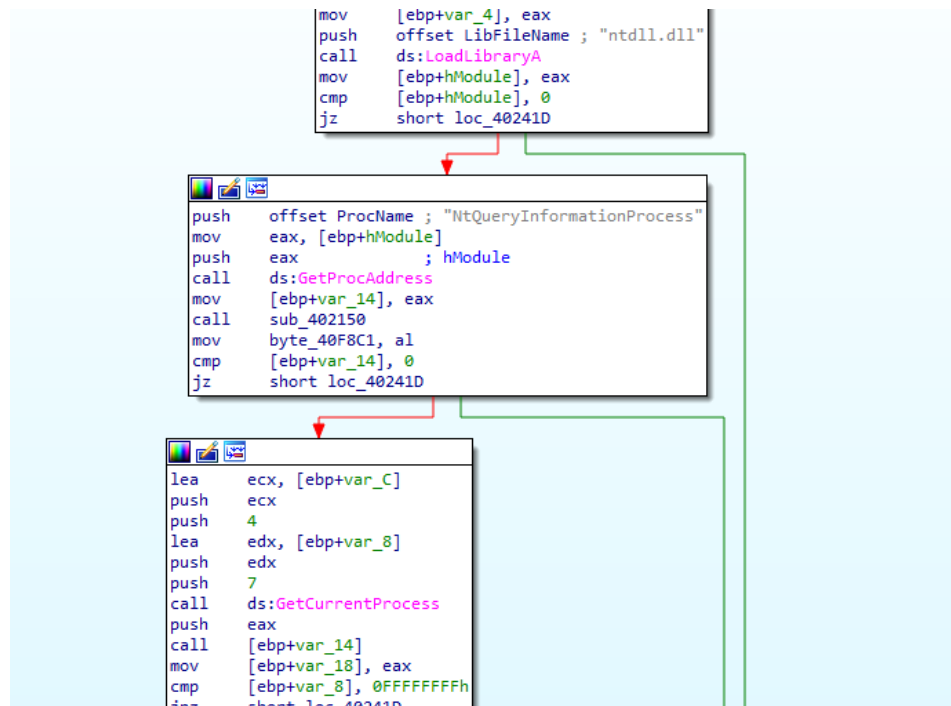 mov [ebp+var_4], eax
push offset LibFileName ; "ntdll.dll"
call ds:LoadLibraryA
mov [ebp+hModule], eax
cmp [ebp+hModule], 0
jz short loc_40241D
push offset ProcName ; "NtQueryInformationProcess"
mov eax, [ebp+hModule]
push eax ; hModule
call ds:GetProcAddress
mov [ebp+var_14], eax
call sub_402150
mov byte_40F8C1, al
cmp [ebp+var_14], 0
jz short loc_40241D
lea ecx, [ebp+var_C]
push ecx
push 4
lea edx, [ebp+var_8]
push edx
push 7
call ds:GetCurrentProcess
push eax
call [ebp+var_14]
mov [ebp+var_18], eax
cmp [ebp+var_8], 0FFFFFFFFh
jnz short loc_40241D